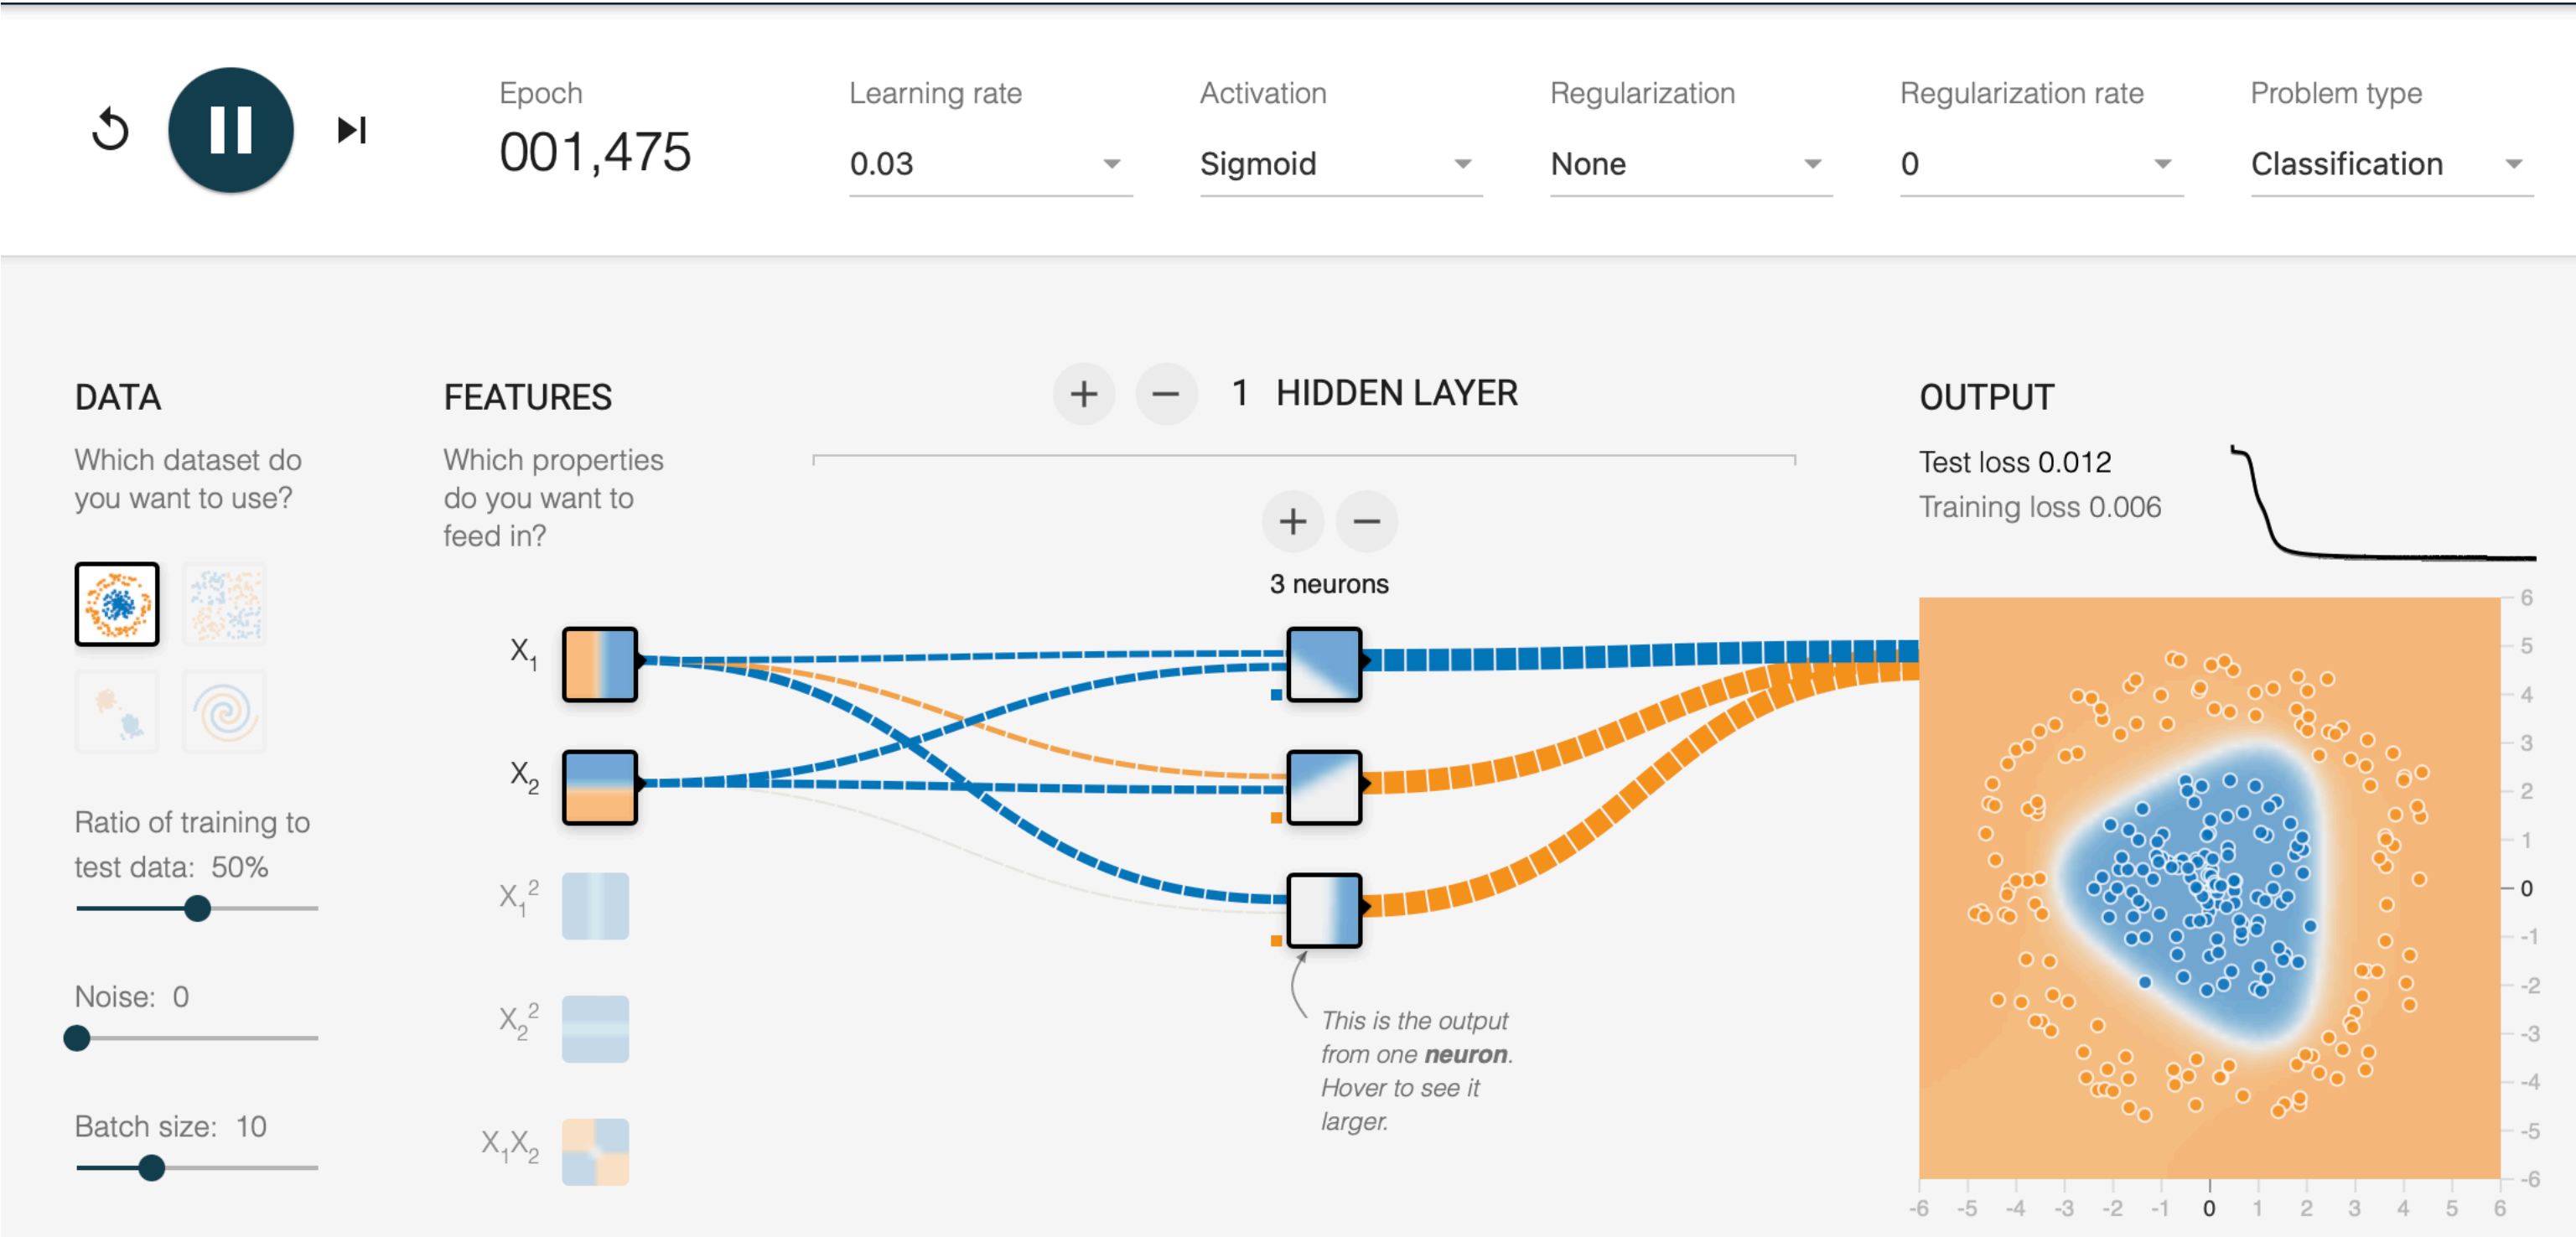 Epoch
001,475
Learning rate
0.03
Activation
Sigmoid
Regularization
None
Regularization rate
0
Problem type
Classification
DATA
Which dataset do
you want to use?
Ratio of training to
test data: 50%
Noise: 0
Batch size: 10
FEATURES
Which properties
do you want to
feed in?
X1
X2
X1²
X2²
X1X2
1 HIDDEN LAYER
3 neurons
This is the output
from one neuron.
Hover to see it
larger.
OUTPUT
Test loss 0.012
Training loss 0.006
6
5
4
3
2
1
0
-1
-2
-3
-4
-5
-6
-6 -5 -4 -3 -2 -1 0 1 2 3 4 5 6